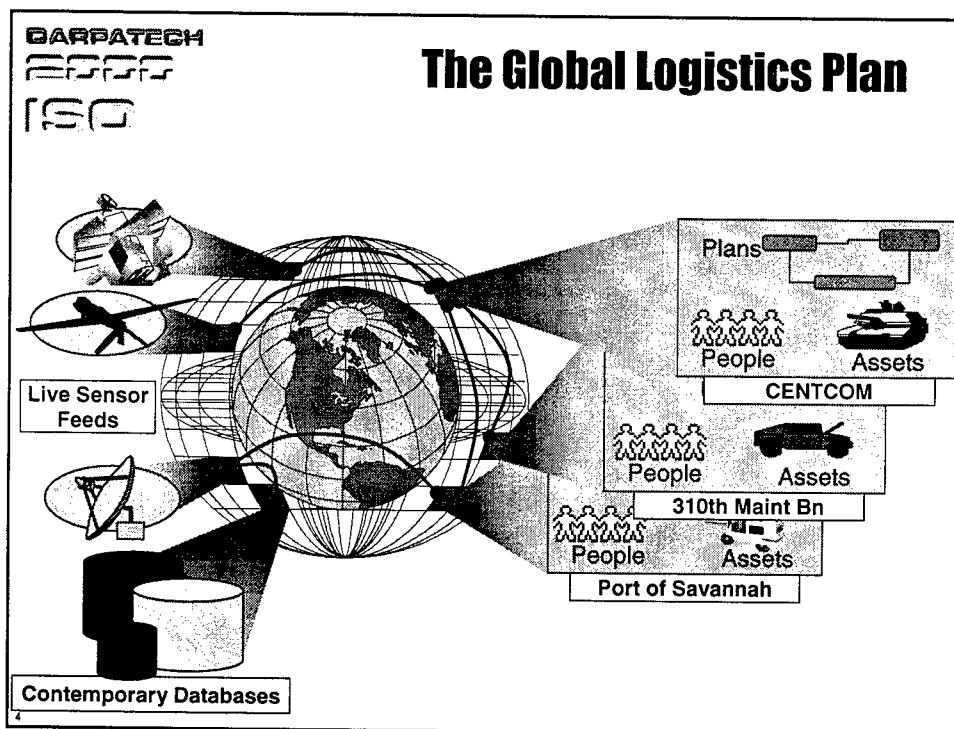 DARPATECH
2000
ISO
The Global Logistics Plan
Plans
People
Assets
CENTCOM
People
Assets
310th Maint Bn
People
Assets
Port of Savannah
Live Sensor
Feeds
Contemporary Databases
4